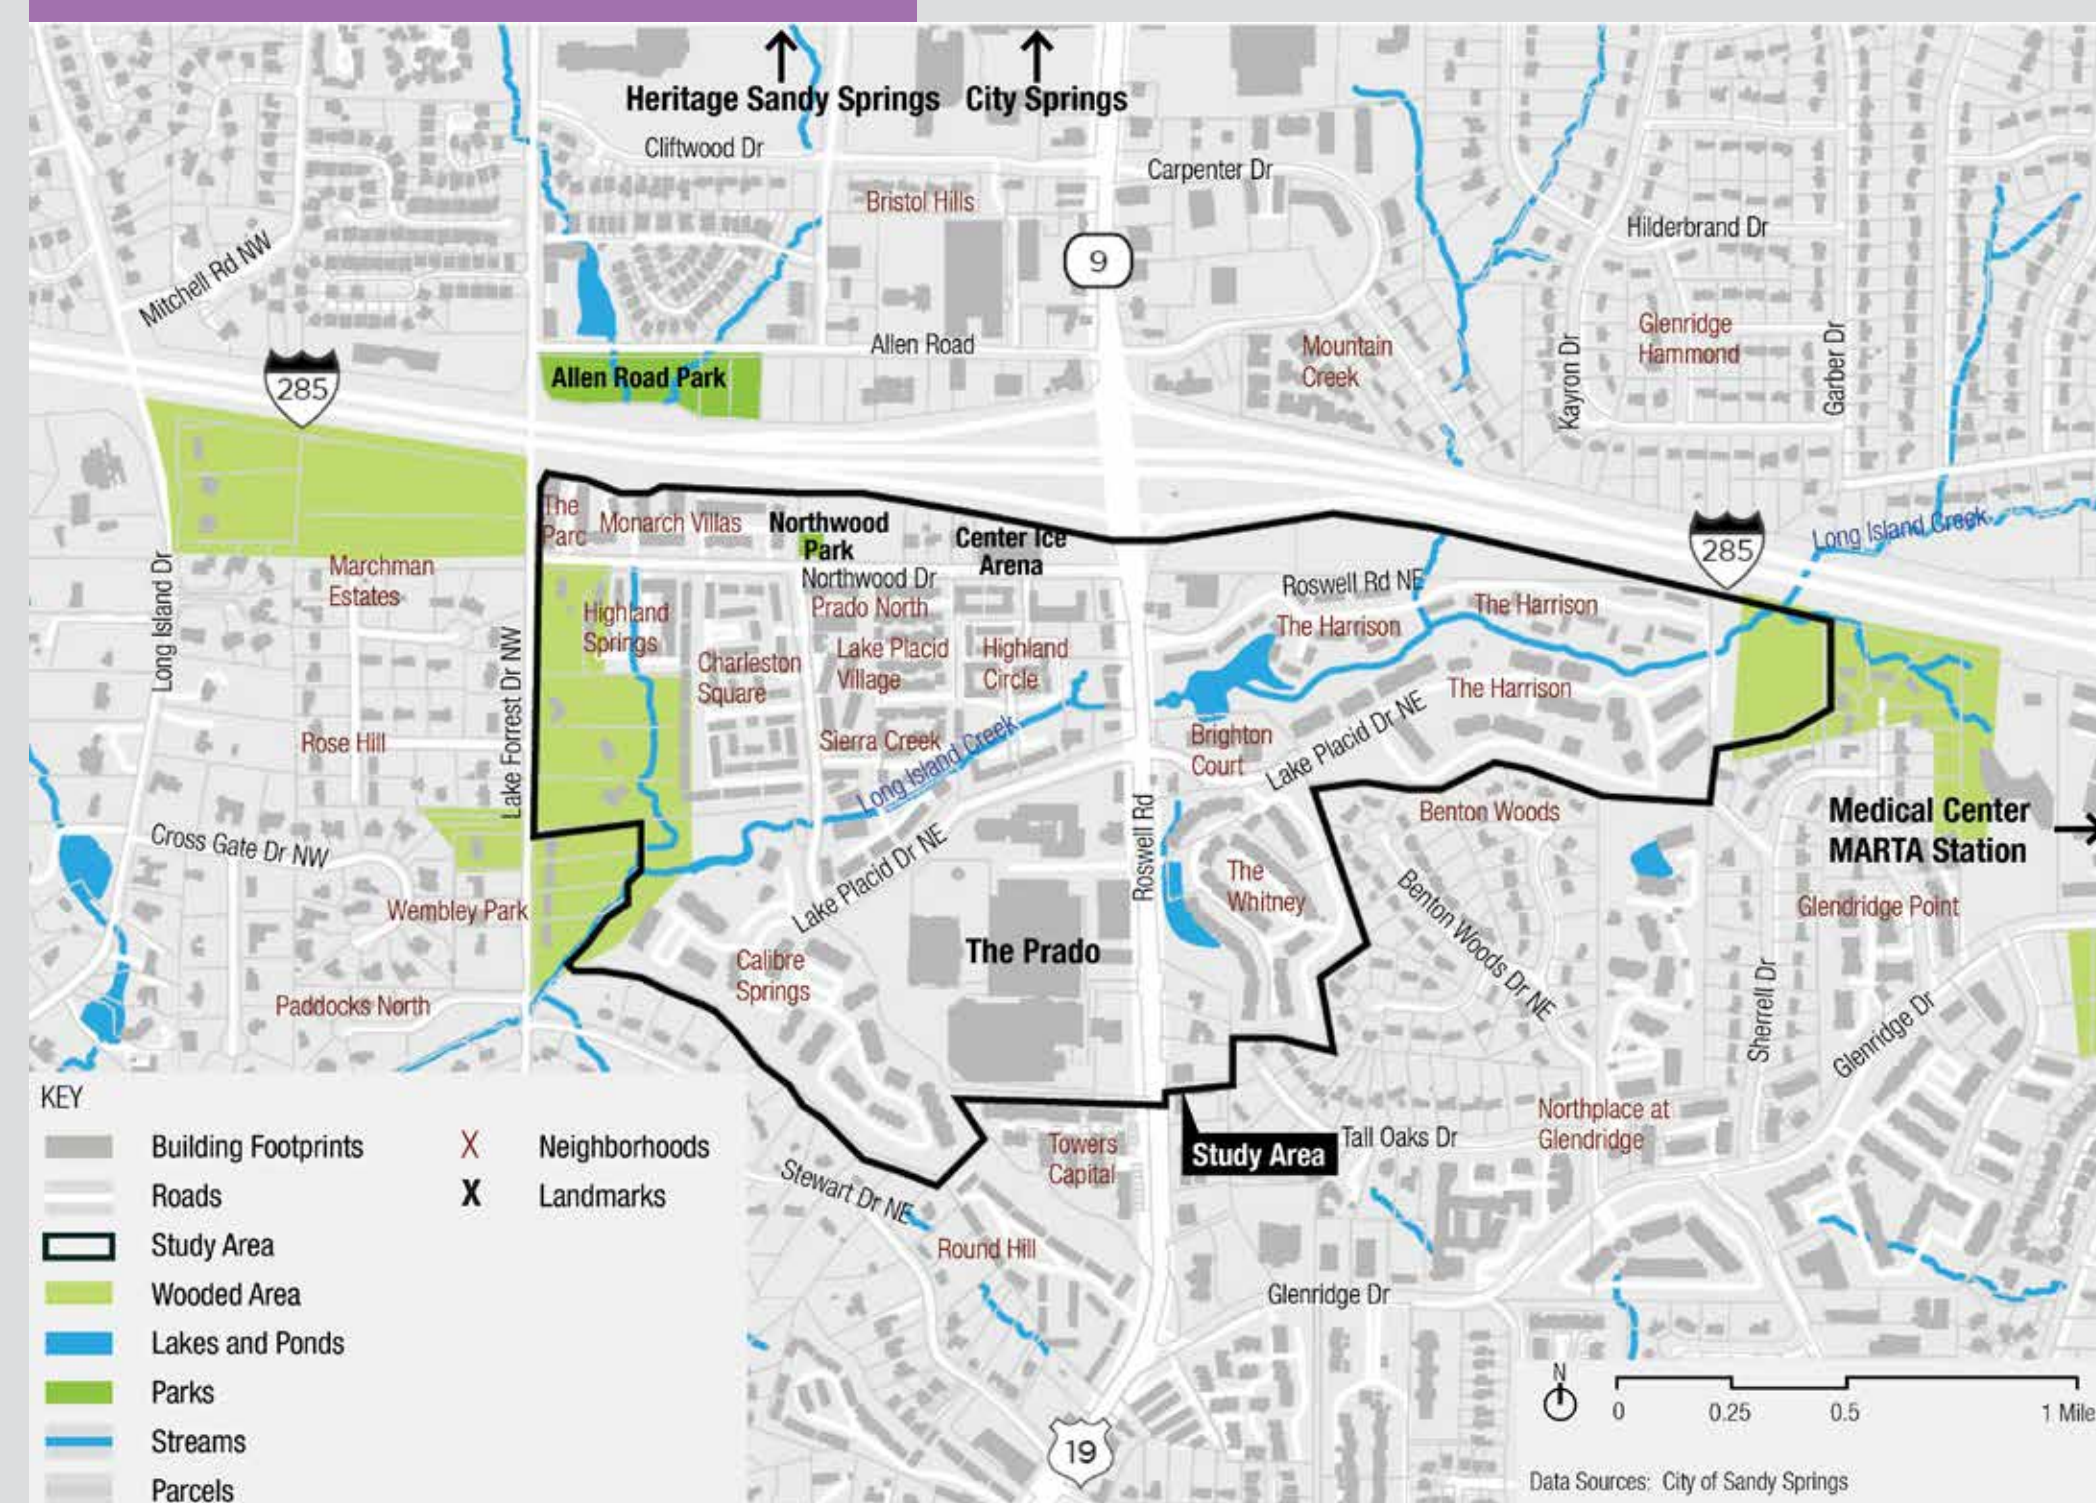 Heritage Sandy Springs
City Springs
Cliftwood Dr
Carpenter Dr
Bristol Hills
Hilderbrand Dr
Mitchell Rd NW
9
Glenridge
Hammond
Allen Road
Mountain
Creek
Kayron Dr
Garber Dr
285
Allen Road Park
The
Parc
Monarch Villas
Northwood
Park
Center Ice
Arena
285
Long Island Creek
Marchman
Estates
Long Island Dr
Northwood Dr
Roswell Rd NE
Highland
Springs
Prado North
The Harrison
The Harrison
Lake Forrest Dr NW
Charleston
Square
Lake Placid
Village
Highland
Circle
The Harrison
Rose Hill
Sierra Creek
Long Island Creek
Brighton
Court
Lake Placid Dr NE
Roswell Rd
Benton Woods
Medical Center
MARTA Station
Cross Gate Dr NW
Lake Placid Dr NE
The
Whitney
Benton Woods Dr NE
Wembley Park
Glendridge Point
The Prado
Calibre
Springs
Paddocks North
Sherrell Dr
Glenridge Dr
Northplace at
Glendridge
Towers
Capital
Study Area
Tall Oaks Dr
Stewart Dr NE
Round Hill
Glenridge Dr
19
KEY
Building Footprints
Roads
Study Area
Wooded Area
Lakes and Ponds
Parks
Streams
Parcels
X Neighborhoods
X Landmarks
N
0 0.25 0.5 1 Mile
Data Sources: City of Sandy Springs